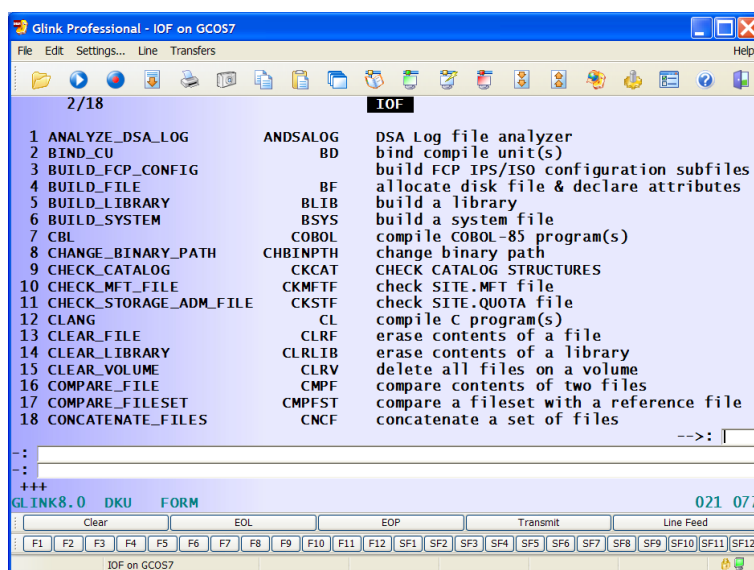 Glink Professional - IOF on GCOS7
File Edit Settings... Line Transfers Help
2/18 IOF
1 ANALYZE_DSA_LOG ANDSALOG DSA Log file analyzer
2 BIND_CU BD bind compile unit(s)
3 BUILD_FCP_CONFIG build FCP IPS/ISO configuration subfiles
4 BUILD_FILE BF allocate disk file & declare attributes
5 BUILD_LIBRARY BLIB build a library
6 BUILD_SYSTEM BSYS build a system file
7 CBL COBOL compile COBOL-85 program(s)
8 CHANGE_BINARY_PATH CHBINPTH change binary path
9 CHECK_CATALOG CKCAT CHECK CATALOG STRUCTURES
10 CHECK_MFT_FILE CKMFTF check SITE.MFT file
11 CHECK_STORAGE_ADM_FILE CKSTF check SITE.QUOTA file
12 CLANG CL compile C program(s)
13 CLEAR_FILE CLRF erase contents of a file
14 CLEAR_LIBRARY CLRLIB erase contents of a library
15 CLEAR_VOLUME CLRV delete all files on a volume
16 COMPARE_FILE CMPF compare contents of two files
17 COMPARE_FILESET CMPFST compare a fileset with a reference file
18 CONCATENATE_FILES CNCF concatenate a set of files
-->:
-:
-:
+++
GLINK8.0 DKU FORM 021 077
Clear EOL EOP Transmit Line Feed
F1 F2 F3 F4 F5 F6 F7 F8 F9 F10 F11 F12 SF1 SF2 SF3 SF4 SF5 SF6 SF7 SF8 SF9 SF10 SF11 SF12
IOF on GCOS7